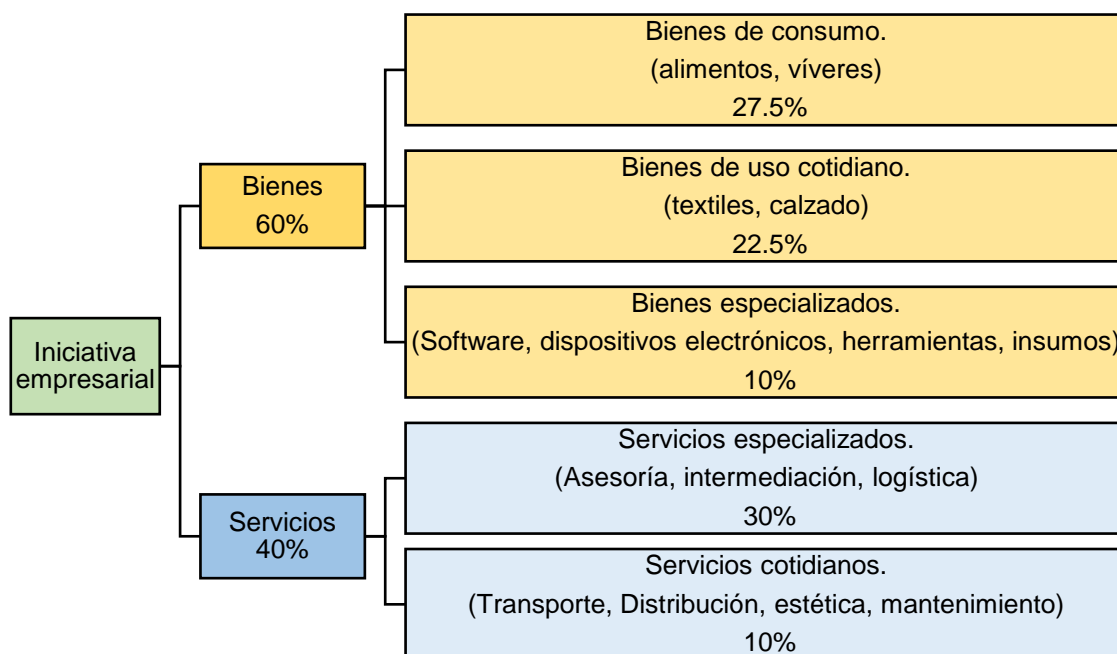 Iniciativa
empresarial
Bienes
60%
Bienes de consumo.
(alimentos, víveres)
27.5%
Bienes de uso cotidiano.
(textiles, calzado)
22.5%
Bienes especializados.
(Software, dispositivos electrónicos, herramientas, insumos)
10%
Servicios
40%
Servicios especializados.
(Asesoría, intermediación, logística)
30%
Servicios cotidianos.
(Transporte, Distribución, estética, mantenimiento)
10%